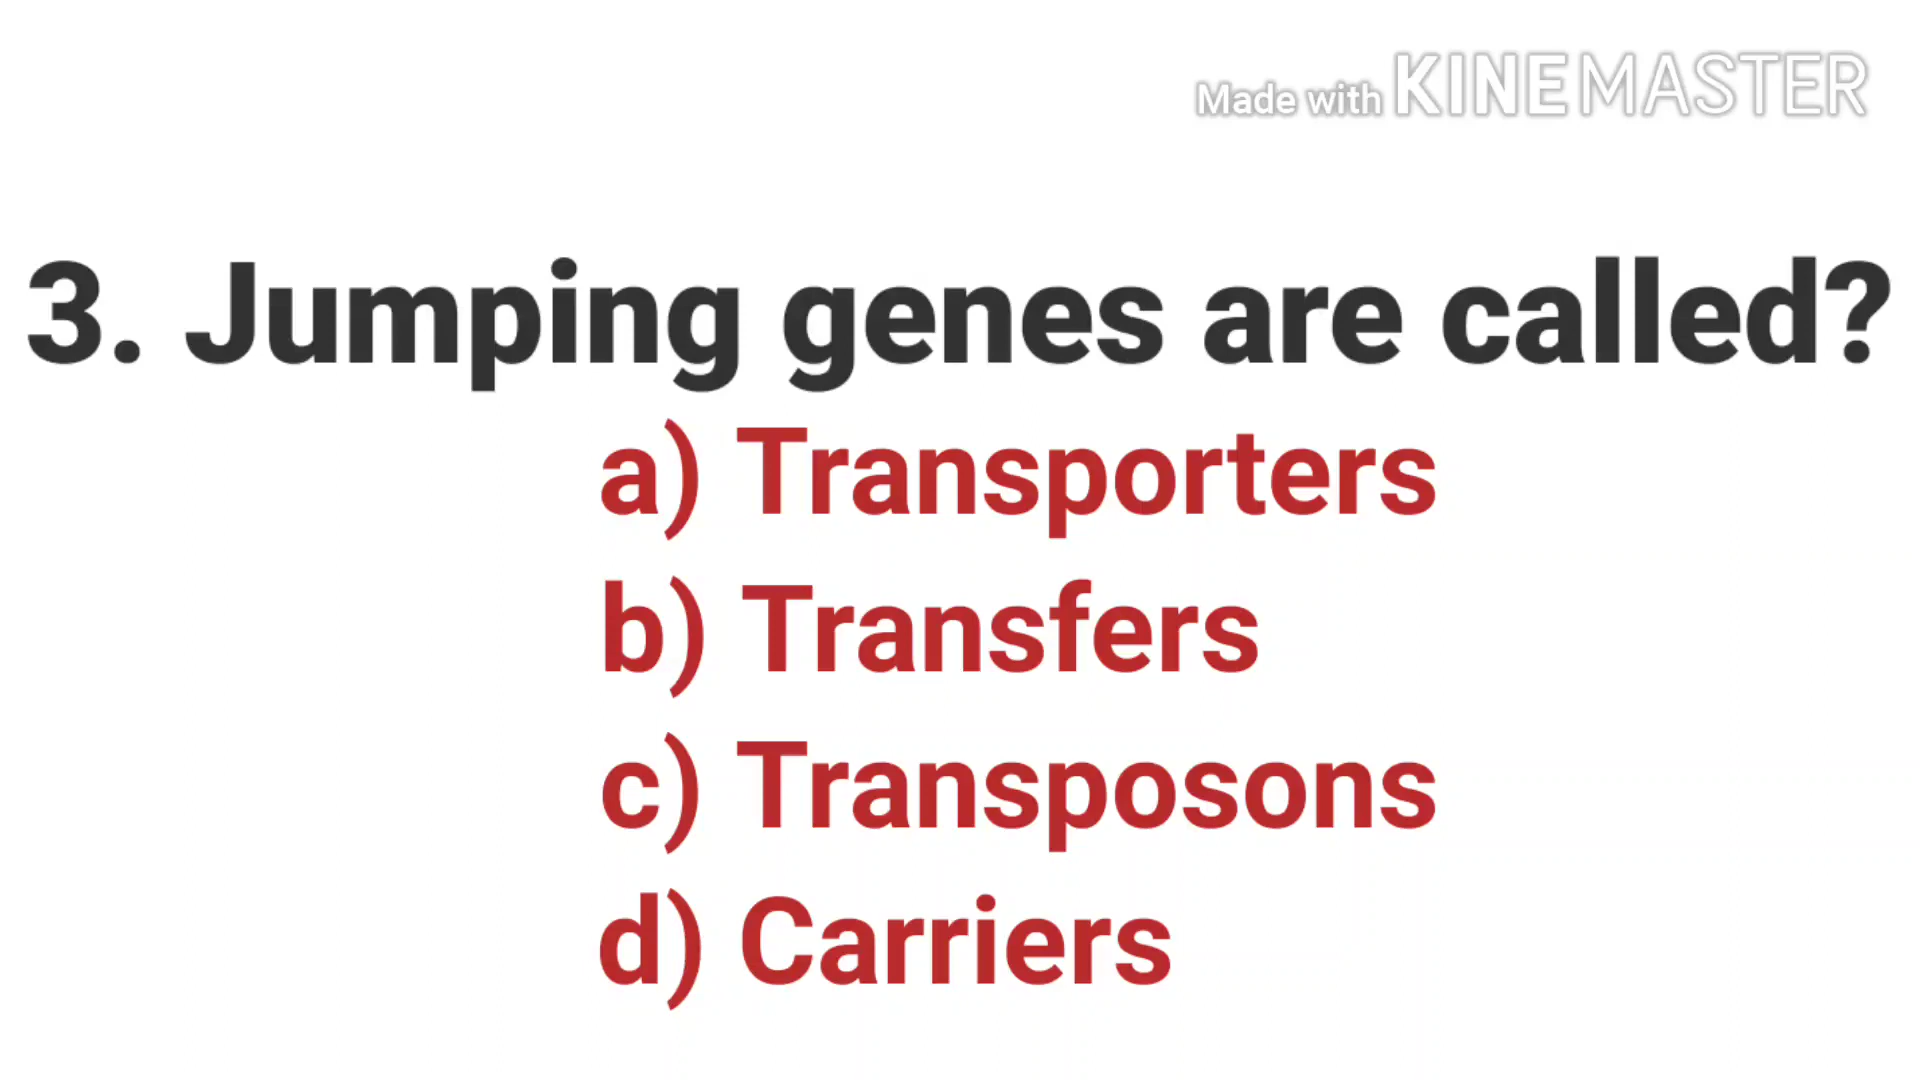 Made with KINEMASTER
3. Jumping genes are called?
a) Transporters
b) Transfers
c) Transposons
d) Carriers